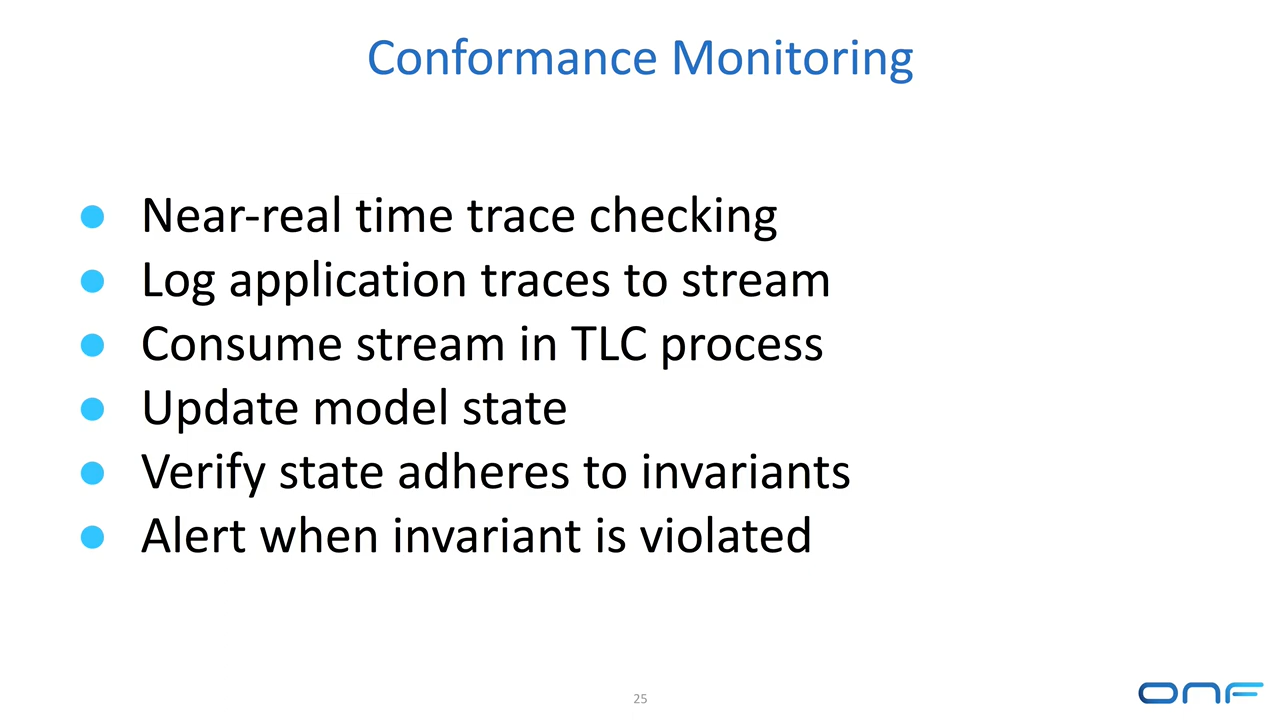 Conformance Monitoring
● Near-real time trace checking
● Log application traces to stream
● Consume stream in TLC process
● Update model state
● Verify state adheres to invariants
● Alert when invariant is violated
25
ONF